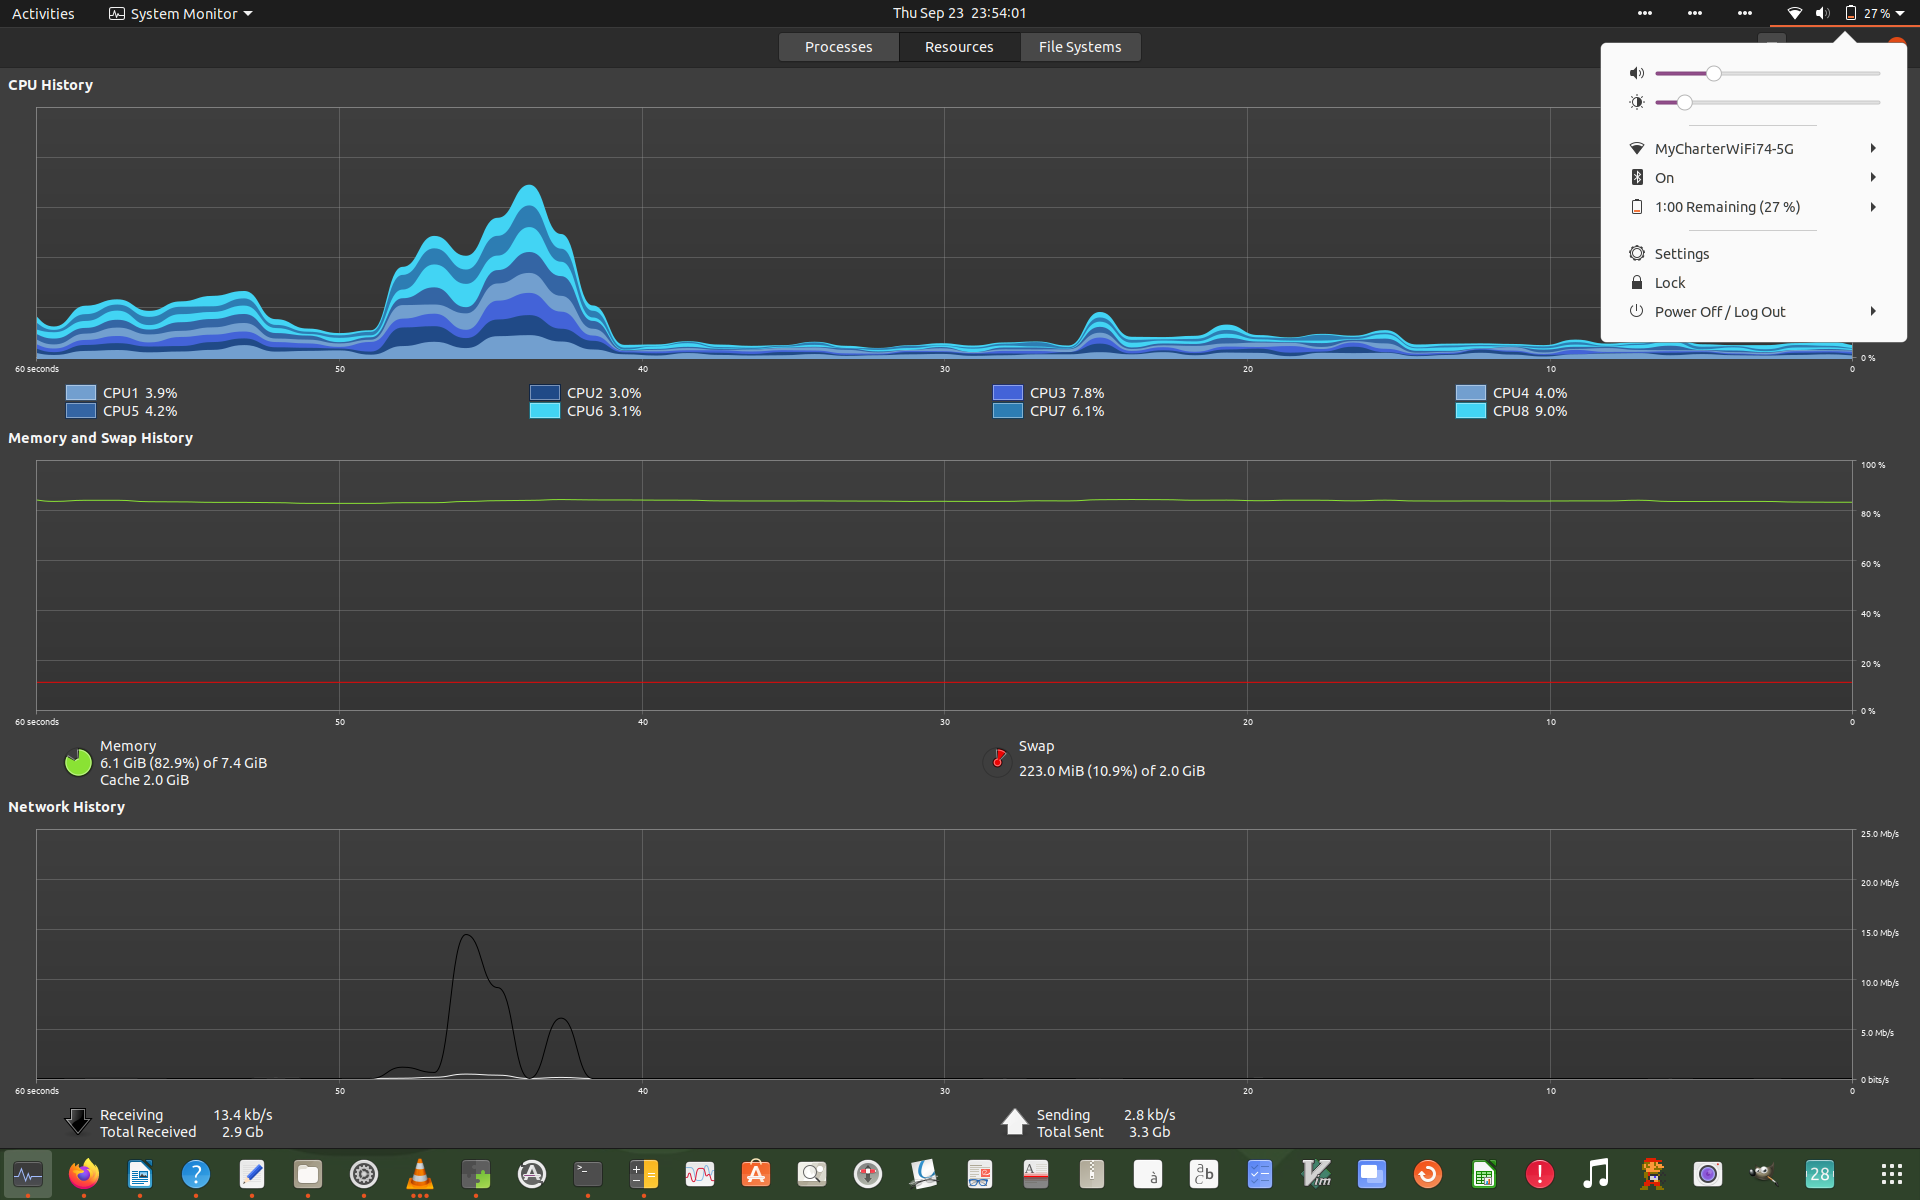 Activities System Monitor Thu Sep 23 23:54:01 27 %
Processes Resources File Systems
MyCharterWiFi74-5G
On
1:00 Remaining (27 %)
Settings
Lock
Power Off / Log Out
CPU History
0 %
60 seconds 50 40 30 20 10 0
CPU1 3.9% CPU2 3.0% CPU3 7.8% CPU4 4.0%
CPU5 4.2% CPU6 3.1% CPU7 6.1% CPU8 9.0%
Memory and Swap History
100 %
80 %
60 %
40 %
20 %
0 %
60 seconds 50 40 30 20 10 0
Memory
6.1 GiB (82.9%) of 7.4 GiB
Cache 2.0 GiB
Swap
223.0 MiB (10.9%) of 2.0 GiB
Network History
25.0 Mb/s
20.0 Mb/s
15.0 Mb/s
10.0 Mb/s
5.0 Mb/s
0 bits/s
60 seconds 50 40 30 20 10 0
Receiving 13.4 kb/s
Total Received 2.9 Gb
Sending 2.8 kb/s
Total Sent 3.3 Gb
? >_ A A à a b c Vim ! 28